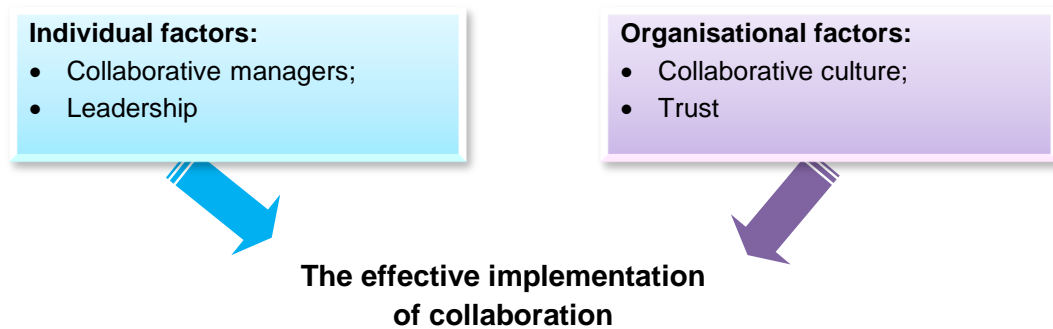 Individual factors:
• Collaborative managers;
• Leadership
Organisational factors:
• Collaborative culture;
• Trust
The effective implementation
of collaboration